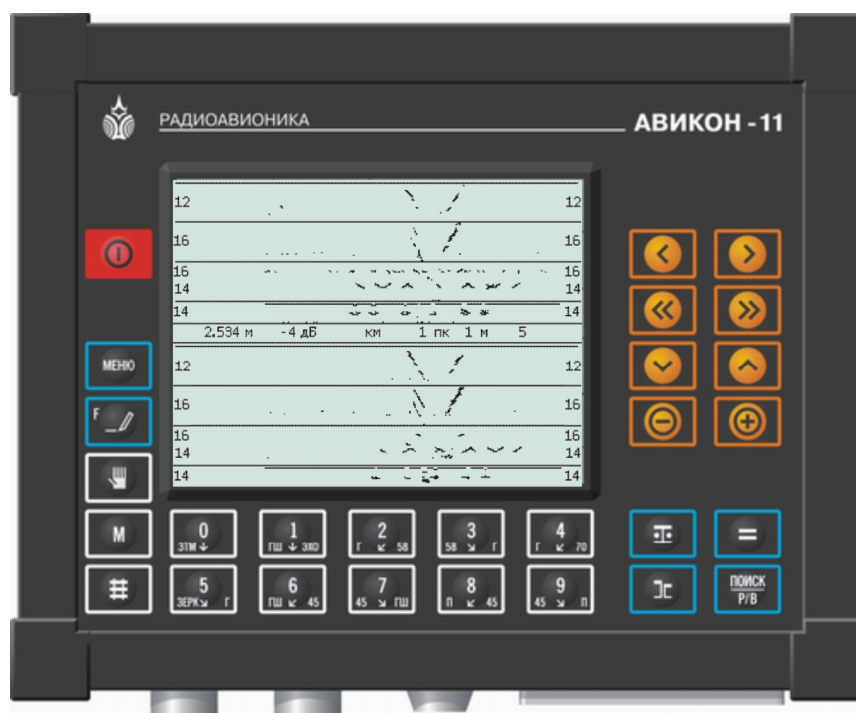 РАДИОАВИОНИКА
АВИКОН -11
12 12
16 16
16 16
14 14
14 14
2.534 м -4 дБ км 1 пк 1 м 5
12 12
16 16
16 16
14 14
14 14
МЕНЮ
F
М
0
ЗТМ ↓
1
ГШ ↓ ЭХО
2
Г ↙ 58
3
58 ↘ Г
4
Г ↙ 70
5
ЗЕРК↘ Г
6
ГШ ↙ 45
7
45 ↘ ГШ
8
П ↙ 45
9
45 ↘ П
ПОИСК
Р/В